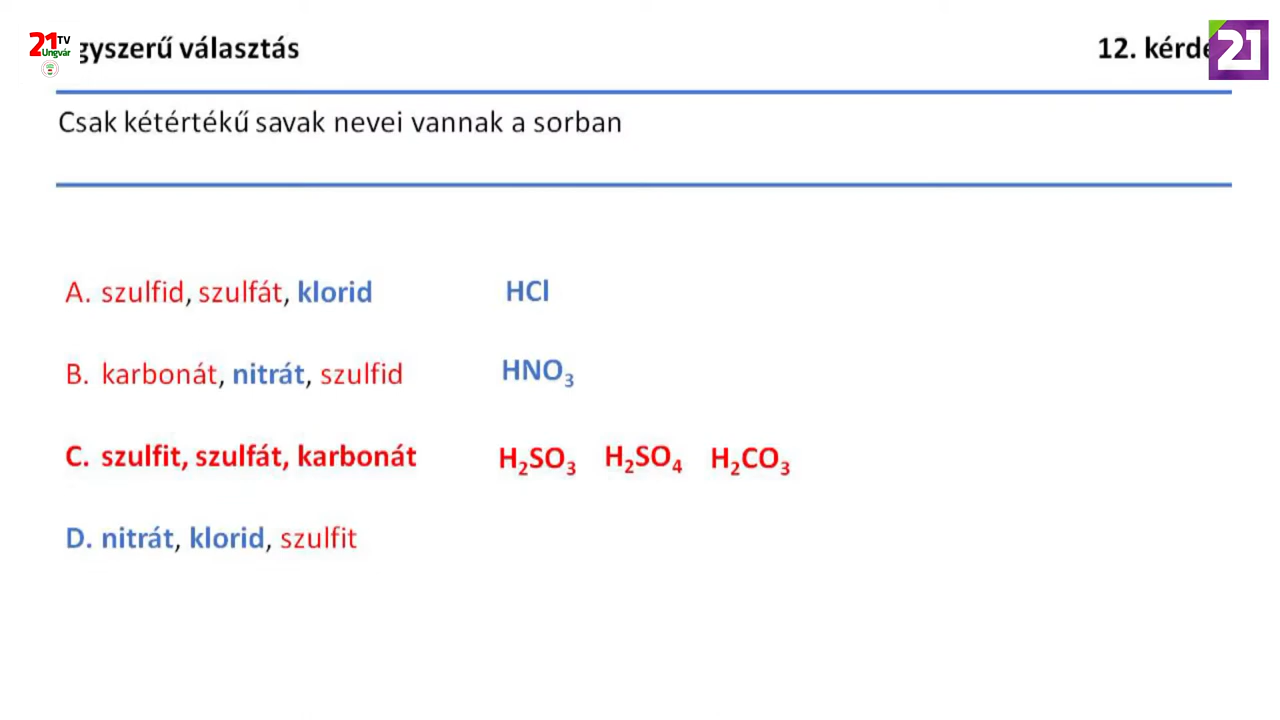 21 TV
Ungvár
gyszerű választás
12. kérdé
21
Csak kétértékű savak nevei vannak a sorban
A. szulfid, szulfát, klorid HCl
B. karbonát, nitrát, szulfid HNO₃
C. szulfit, szulfát, karbonát H₂SO₃ H₂SO₄ H₂CO₃
D. nitrát, klorid, szulfit